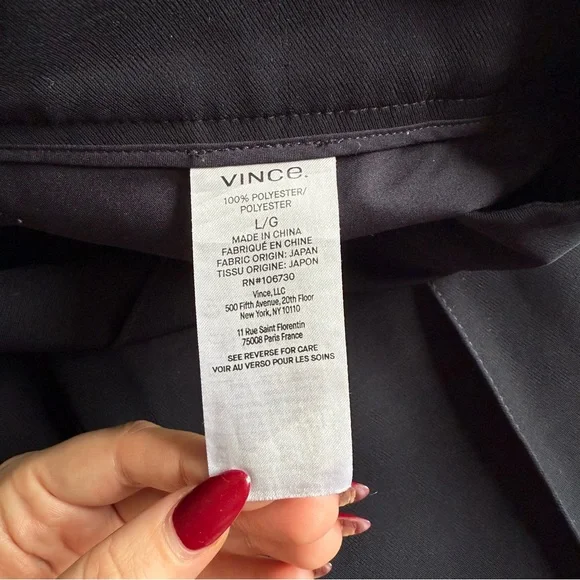 VINCe.
100% POLYESTER/
POLYESTER
L/G
MADE IN CHINA
FABRIQUÉ EN CHINE
FABRIC ORIGIN: JAPAN
TISSU ORIGINE: JAPON
RN#106730
Vince, LLC
500 Fifth Avenue, 20th Floor
New York, NY 10110
11 Rue Saint Florentin
75008 Paris France
SEE REVERSE FOR CARE
VOIR AU VERSO POUR LES SOINS